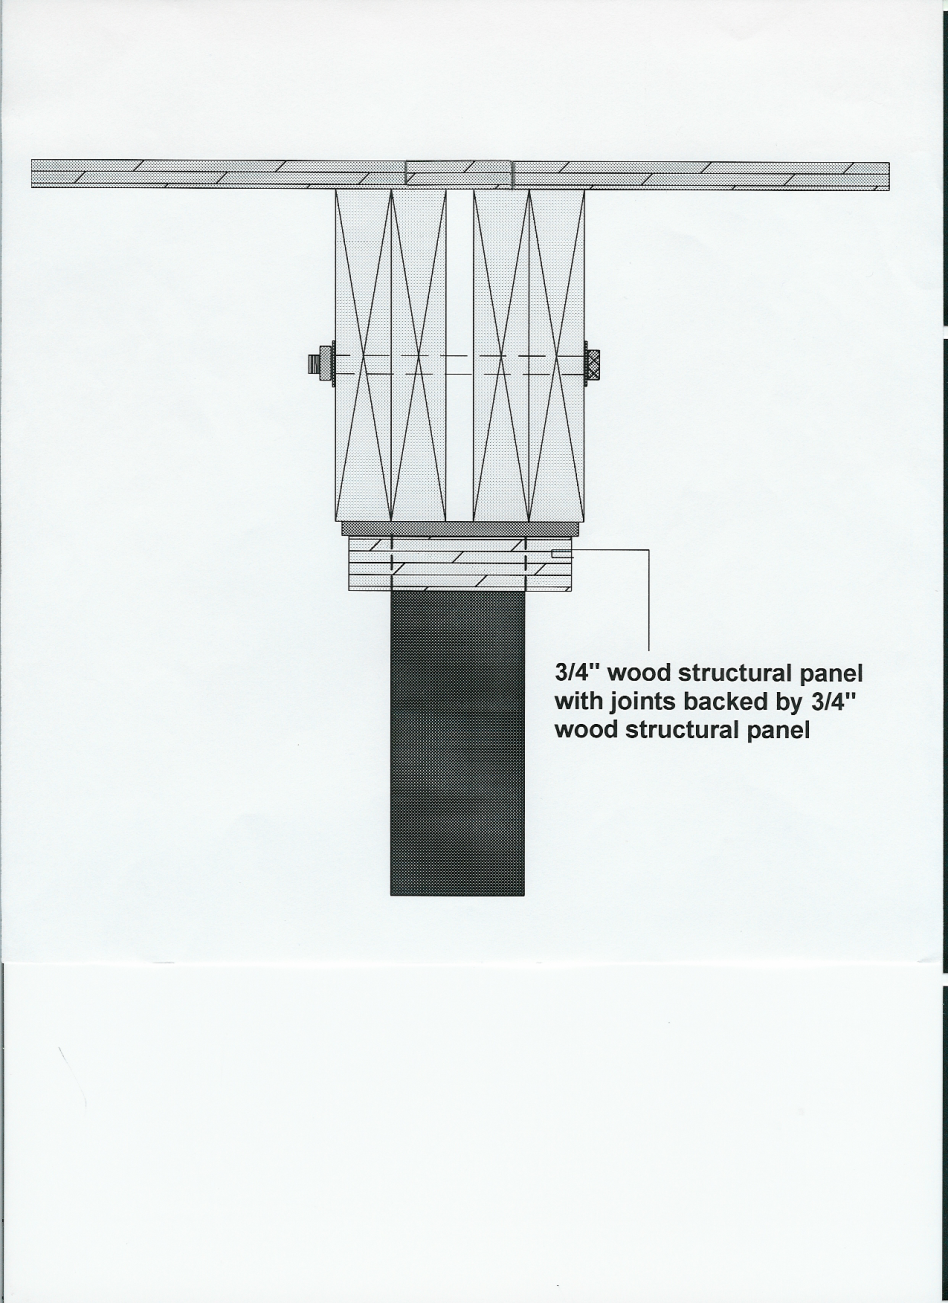 3/4" wood structural panel
with joints backed by 3/4"
wood structural panel